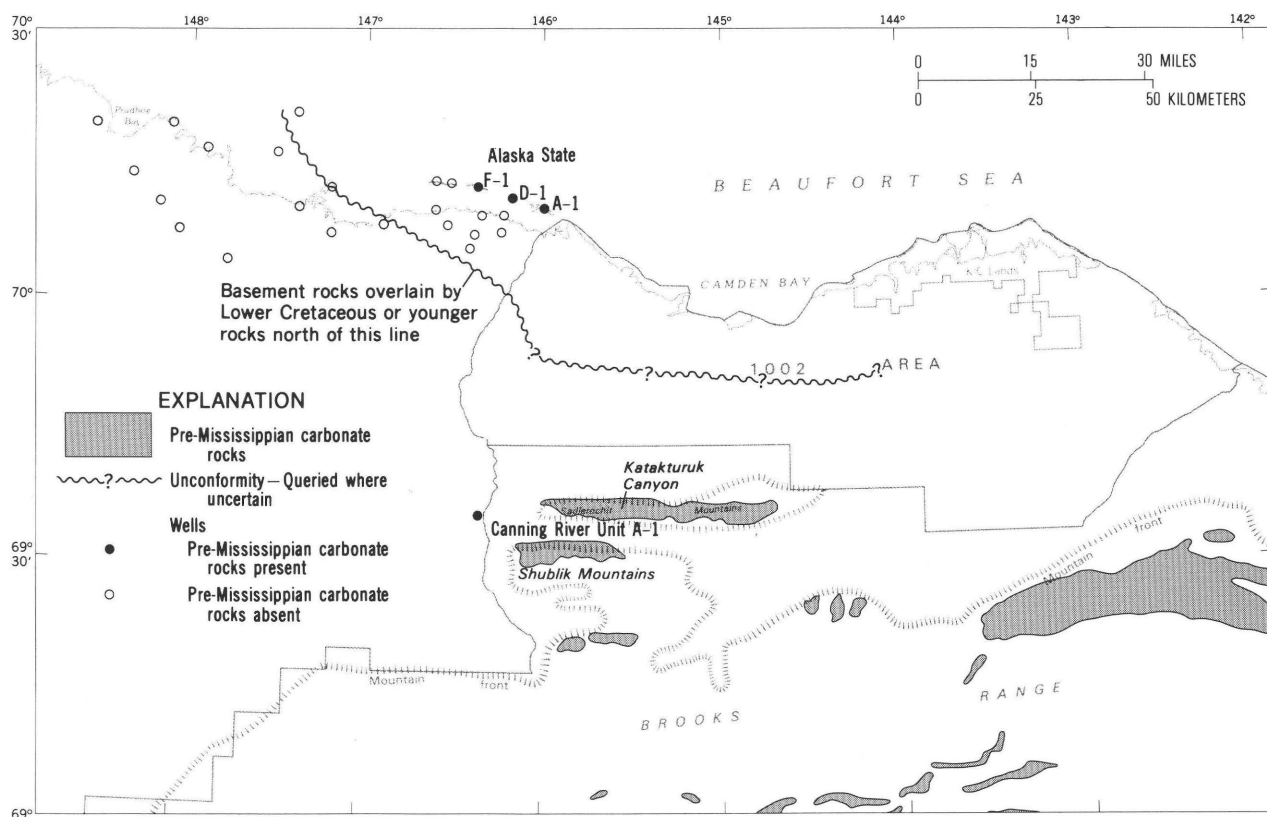 70°
30'
148°
147°
146°
145°
144°
143°
142°
0 15 30 MILES
0 25 50 KILOMETERS
Prudhoe
Bay
Alaska State
F-1
D-1
A-1
BEAUFORT SEA
CAMDEN BAY
70°
Basement rocks overlain by
Lower Cretaceous or younger
rocks north of this line
?
?
?
?
1002 AREA
EXPLANATION
Pre-Mississippian carbonate
rocks
?
Unconformity—Queried where
uncertain
Wells
Pre-Mississippian carbonate
rocks present
Pre-Mississippian carbonate
rocks absent
Katakturuk
Canyon
Sadlerochit Mountains
Canning River Unit A-1
69°
30'
Shublik Mountains
Mountain front
Mountain front
BROOKS RANGE
69°